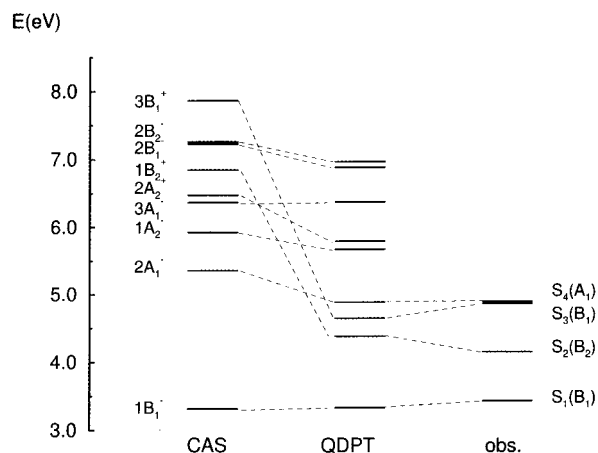 E(eV)
8.0
7.0
6.0
5.0
4.0
3.0
3B₁⁺
2B₂⁻
2B₁⁻
1B₂⁺
2A₂⁺
3A₁⁻
1A₂⁻
2A₁⁻
1B₁⁻
S₄(A₁)
S₃(B₁)
S₂(B₂)
S₁(B₁)
CAS QDPT obs.